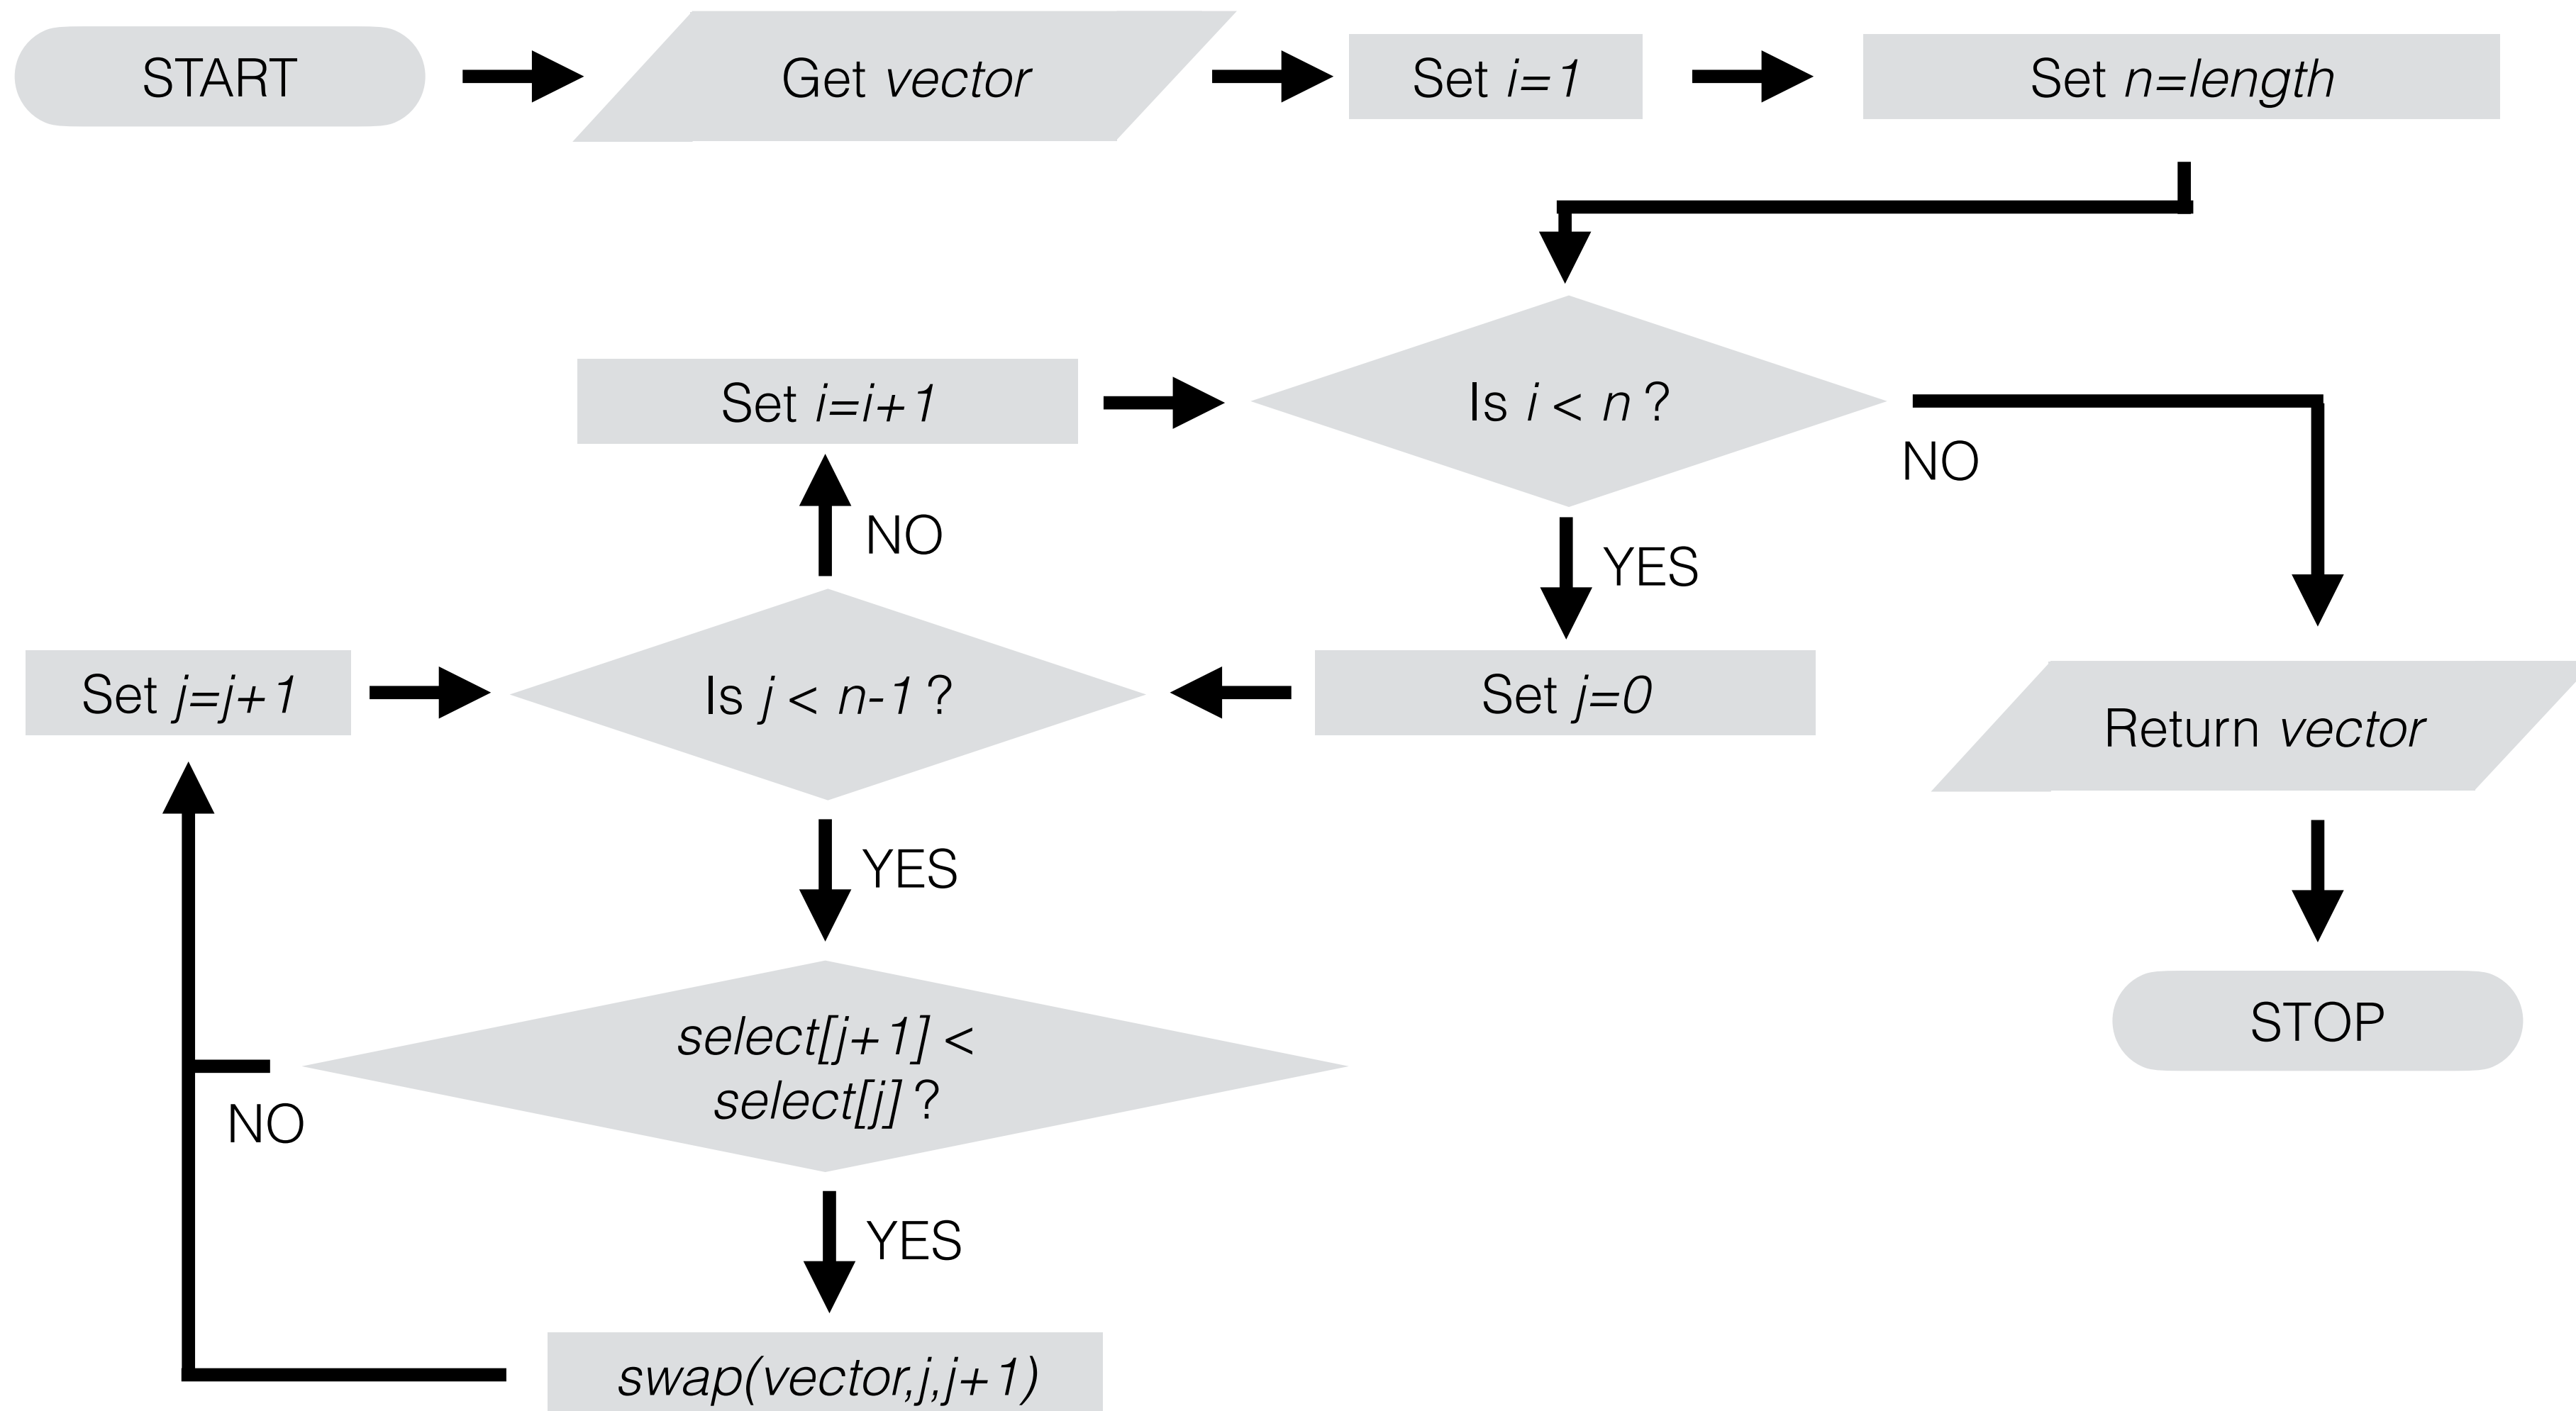 START
Get vector
Set i=1
Set n=length
Set i=i+1
Is i < n ?
NO
NO
YES
Set j=j+1
Is j < n-1 ?
Set j=0
Return vector
YES
select[j+1] <
select[j] ?
STOP
NO
YES
swap(vector,j,j+1)